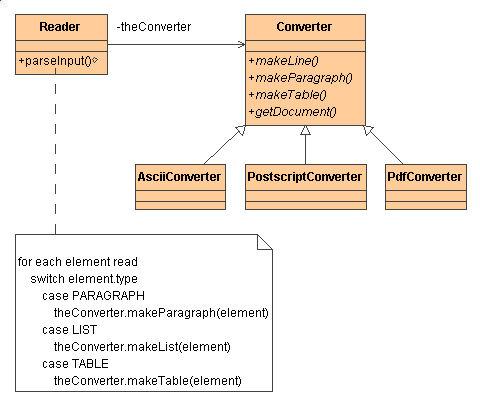 Reader
-theConverter
Converter
+parseInput()
+makeLine()
+makeParagraph()
+makeTable()
+getDocument()
AsciiConverter
PostscriptConverter
PdfConverter
for each element read
switch element.type
case PARAGRAPH
theConverter.makeParagraph(element)
case LIST
theConverter.makeList(element)
case TABLE
theConverter.makeTable(element)